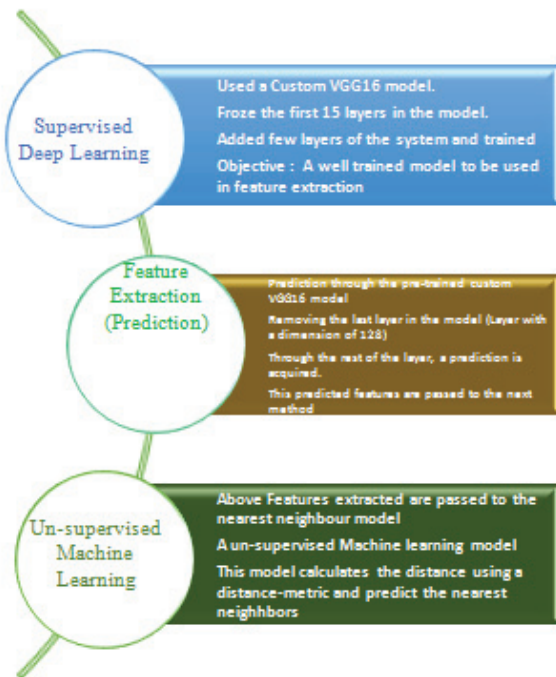 Supervised
Deep Learning
Used a Custom VGG16 model.
Froze the first 15 layers in the model.
Added few layers of the system and trained
Objective : A well trained model to be used
in feature extraction
Feature
Extraction
(Prediction)
Prediction through the pre-trained custom
VGG16 model
Removing the last layer in the model (Layer with
a dimension of 128)
Through the rest of the layer, a prediction is
acquired.
This predicted features are passed to the next
method
Un-supervised
Machine
Learning
Above Features extracted are passed to the
nearest neighbour model
A un-supervised Machine learning model
This model calculates the distance using a
distance-metric and predict the nearest
neighhbors